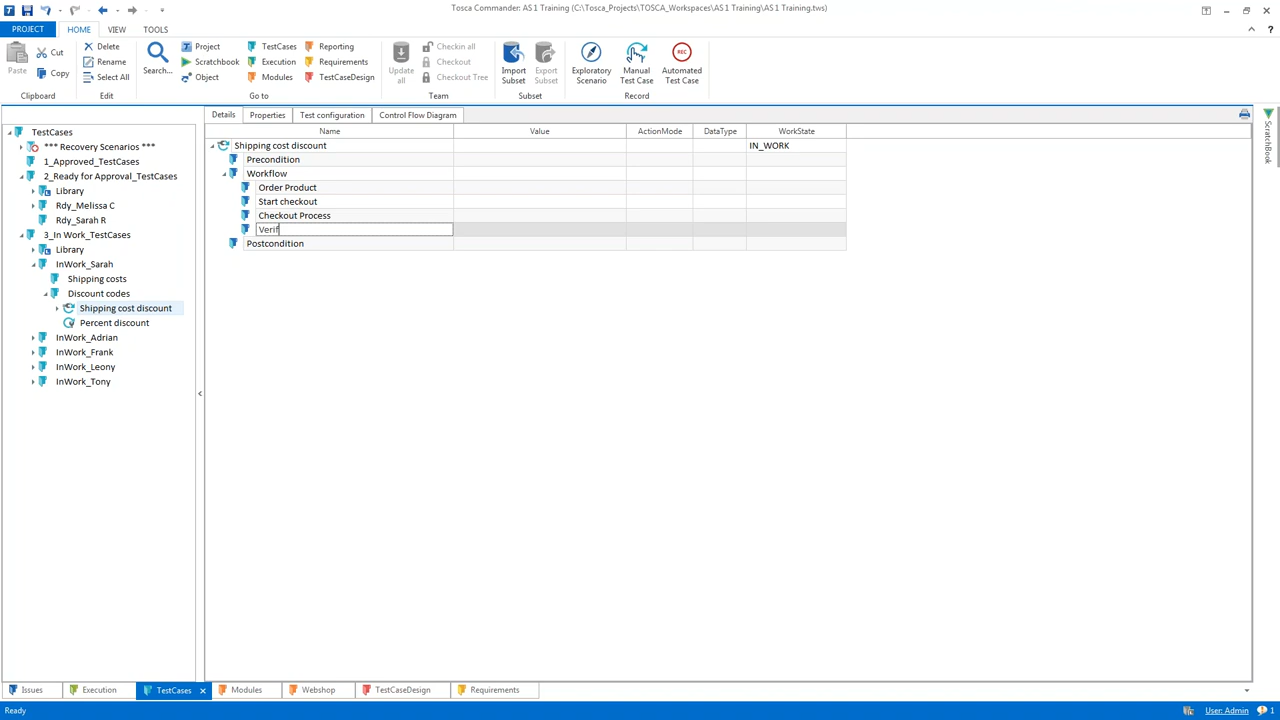 Tosca Commander: AS 1 Training (C:\Tosca_Projects\TOSCA_Workspaces\AS 1 Training\AS 1 Training.tws)
PROJECT HOME VIEW TOOLS
Paste
Cut
Copy
Clipboard
Delete
Rename
Select All
Edit
Search...
Project
Scratchbook
Object
TestCases
Execution
Modules
Reporting
Requirements
TestCaseDesign
Go to
Update all
Checkin all
Checkout
Checkout Tree
Team
Import Subset
Export Subset
Subset
Exploratory Scenario
Manual Test Case
REC
Automated Test Case
Record
TestCases
*** Recovery Scenarios ***
1_Approved_TestCases
2_Ready for Approval_TestCases
Library
Rdy_Melissa C
Rdy_Sarah R
3_In Work_TestCases
Library
InWork_Sarah
Shipping costs
Discount codes
Shipping cost discount
Percent discount
InWork_Adrian
InWork_Frank
InWork_Leony
InWork_Tony
Details Properties Test configuration Control Flow Diagram
Name Value ActionMode DataType WorkState
Shipping cost discount IN_WORK
Precondition
Workflow
Order Product
Start checkout
Checkout Process
Verif
Postcondition
ScratchBook
Issues Execution TestCases Modules Webshop TestCaseDesign Requirements
Ready User: Admin 1